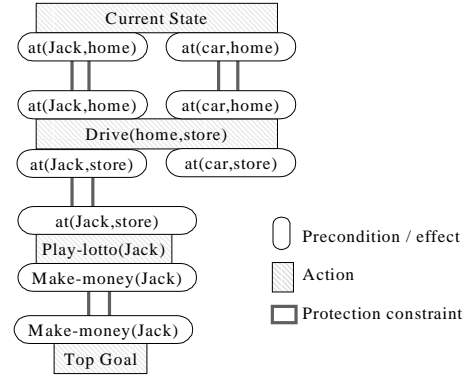 Current State
at(Jack,home) at(car,home)
at(Jack,home) at(car,home)
Drive(home,store)
at(Jack,store) at(car,store)
at(Jack,store)
Play-lotto(Jack)
Make-money(Jack)
Make-money(Jack)
Top Goal
Precondition / effect
Action
Protection constraint